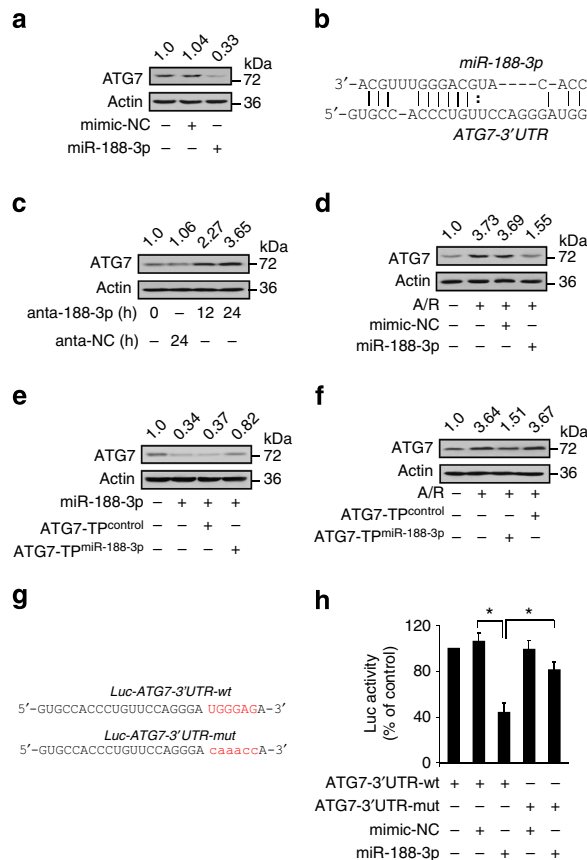 a
1.0 1.04 0.33
kDa
ATG7 72
Actin 36
mimic-NC – + –
miR-188-3p – – +
b
miR-188-3p
3′-ACGUUUGGGACGUA----C-ACC
:
5′-GUGCC-ACCCUGUUCCAGGGAUGG
ATG7-3′UTR
c
1.0 1.06 2.27 3.65
kDa
ATG7 72
Actin 36
anta-188-3p (h) 0 – 12 24
anta-NC (h) – 24 – –
d
1.0 3.73 3.69 1.55
kDa
ATG7 72
Actin 36
A/R – + + +
mimic-NC – – + –
miR-188-3p – – – +
e
1.0 0.34 0.37 0.82
kDa
ATG7 72
Actin 36
miR-188-3p – + + +
ATG7-TPcontrol – – + –
ATG7-TPmiR-188-3p – – – +
f
1.0 3.64 1.51 3.67
kDa
ATG7 72
Actin 36
A/R – + + +
ATG7-TPcontrol – – – +
ATG7-TPmiR-188-3p – – + –
g
Luc-ATG7-3′UTR-wt
5′-GUGCCACCCUGUUCCAGGGA UGGGAGA-3′
Luc-ATG7-3′UTR-mut
5′-GUGCCACCCUGUUCCAGGGA caaaccA-3′
h
Luc activity
(% of control)
120
80
40
0
* *
ATG7-3′UTR-wt + + + – –
ATG7-3′UTR-mut – – – + +
mimic-NC – + – + –
miR-188-3p – – + – +